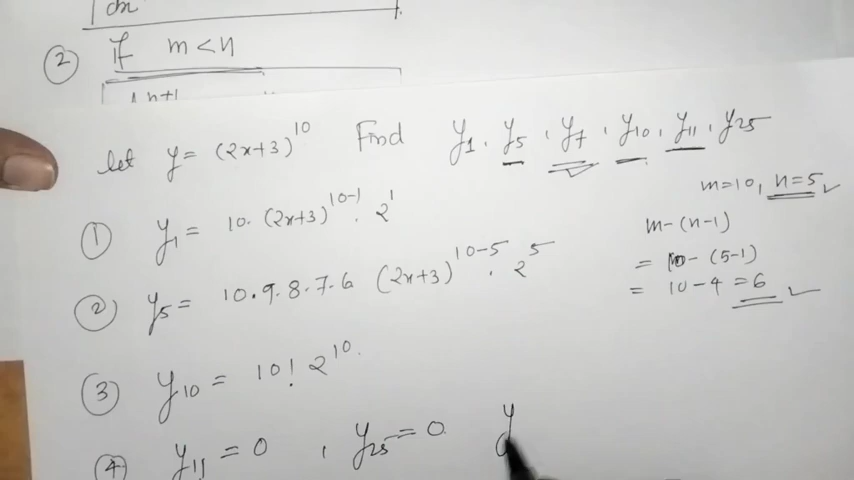 dx
② If m < n
n+1
let y = (2x+3)^10 Find y1, y5, y7, y10, y11, y25
m=10, n=5 ✓
① y1 = 10. (2x+3)^10-1 . 2^1
m-(n-1)
② y5 = 10.9.8.7.6 (2x+3)^10-5 . 2^5
= 10-(5-1)
= 10-4 = 6 ✓
③ y10 = 10! 2^10.
④ y11 = 0 , y25 = 0. y